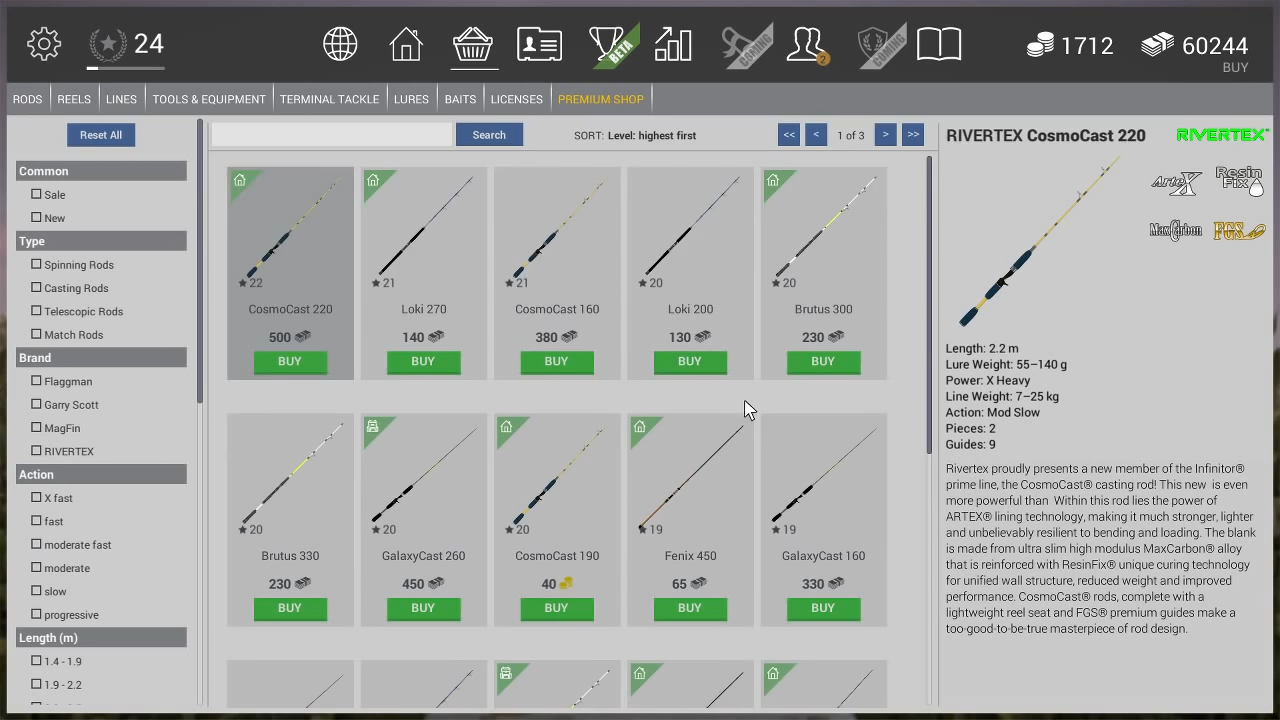 24
BETA
COMING
2
COMING
1712
60244
BUY
RODS
REELS
LINES
TOOLS & EQUIPMENT
TERMINAL TACKLE
LURES
BAITS
LICENSES
PREMIUM SHOP
Reset All
Common
Sale
New
Type
Spinning Rods
Casting Rods
Telescopic Rods
Match Rods
Brand
Flaggman
Garry Scott
MagFin
RIVERTEX
Action
X fast
fast
moderate fast
moderate
slow
progressive
Length (m)
1.4 - 1.9
1.9 - 2.2
Search
SORT: Level: highest first
<<
<
1 of 3
>
>>
22
CosmoCast 220
500
BUY
21
Loki 270
140
BUY
21
CosmoCast 160
380
BUY
20
Loki 200
130
BUY
20
Brutus 300
230
BUY
20
Brutus 330
230
BUY
20
GalaxyCast 260
450
BUY
20
CosmoCast 190
40
BUY
19
Fenix 450
65
BUY
19
GalaxyCast 160
330
BUY
RIVERTEX CosmoCast 220
RIVERTEX®
ArteX
Resin Fix
MaxCarbon
FGS
Length: 2.2 m
Lure Weight: 55–140 g
Power: X Heavy
Line Weight: 7–25 kg
Action: Mod Slow
Pieces: 2
Guides: 9
Rivertex proudly presents a new member of the Infinitor®
prime line, the CosmoCast® casting rod! This new is even
more powerful than Within this rod lies the power of
ARTEX® lining technology, making it much stronger, lighter
and unbelievably resilient to bending and loading. The blank
is made from ultra slim high modulus MaxCarbon® alloy
that is reinforced with ResinFix® unique curing technology
for unified wall structure, reduced weight and improved
performance. CosmoCast® rods, complete with a
lightweight reel seat and FGS® premium guides make a
too-good-to-be-true masterpiece of rod design.